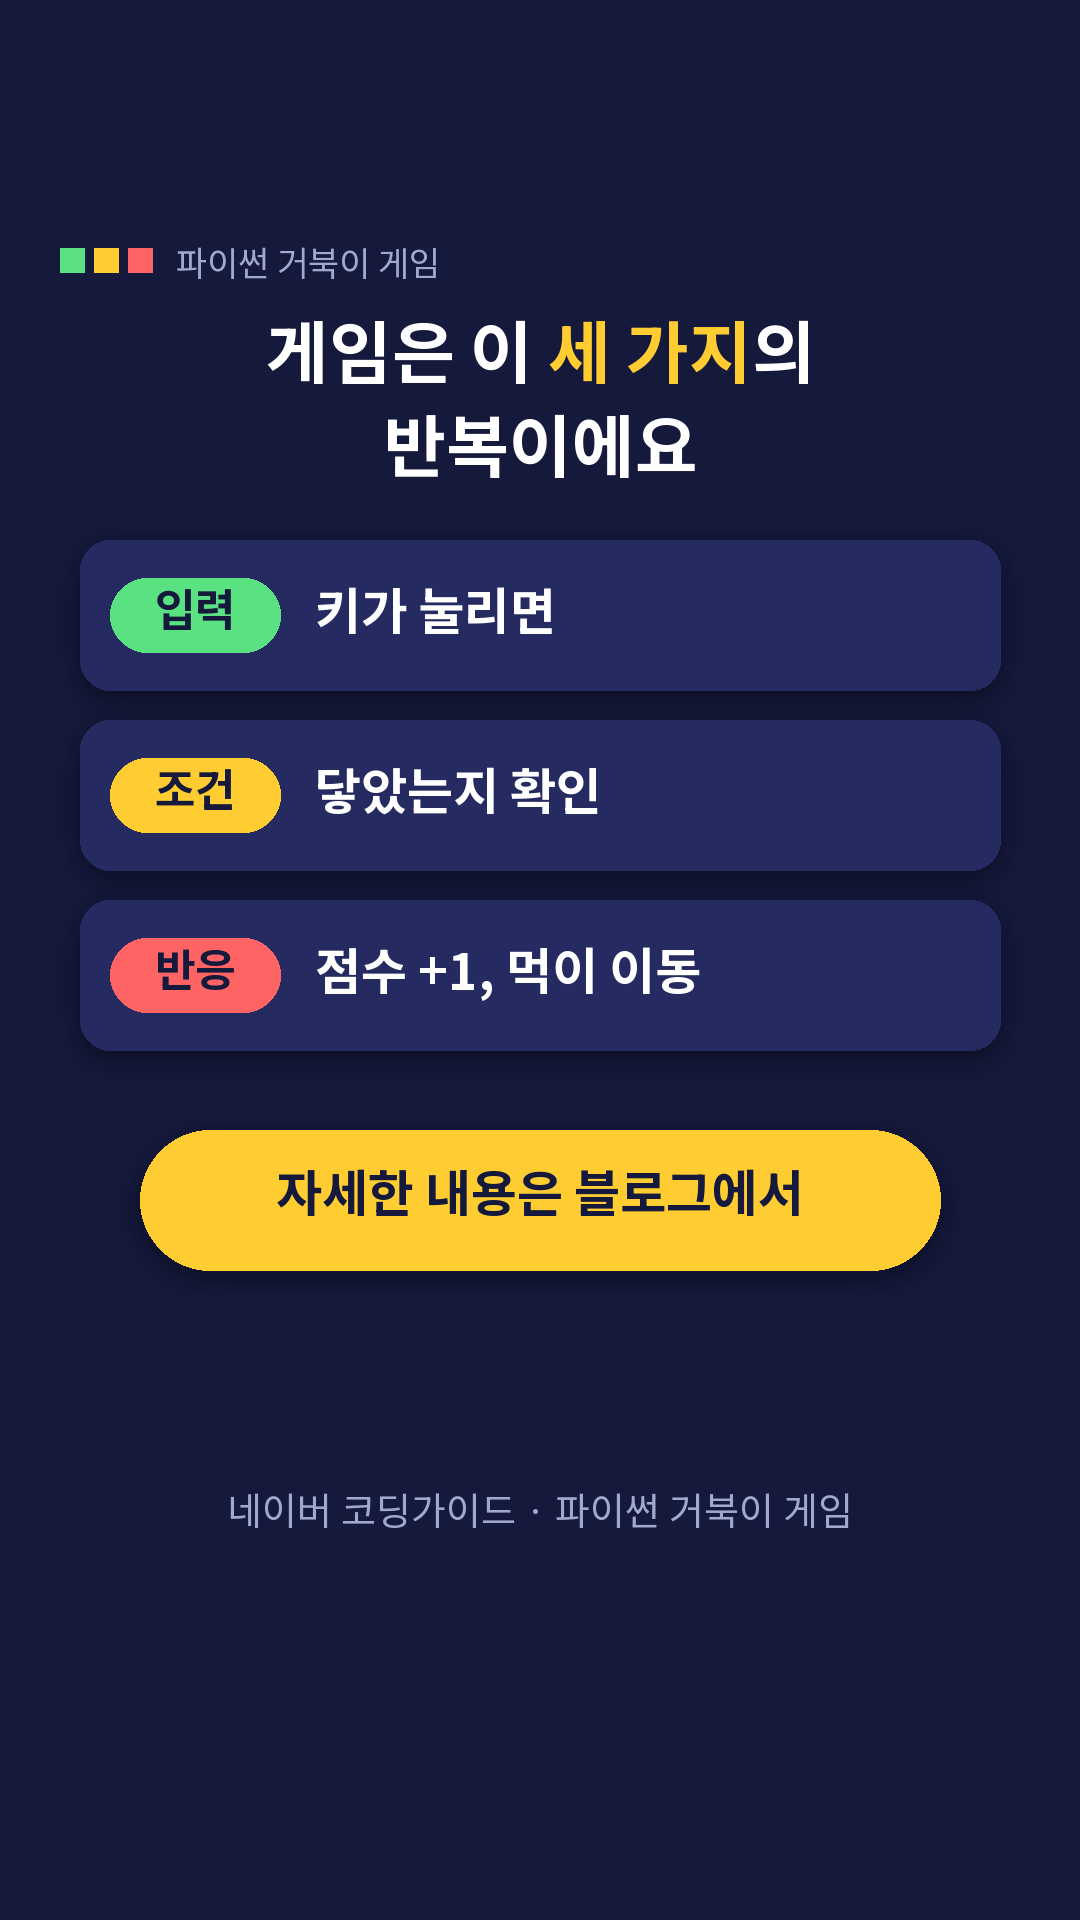 파이썬 거북이 게임
게임은 이 세 가지의
반복이에요
입력 키가 눌리면
조건 닿았는지 확인
반응 점수 +1, 먹이 이동
자세한 내용은 블로그에서
네이버 코딩가이드 · 파이썬 거북이 게임